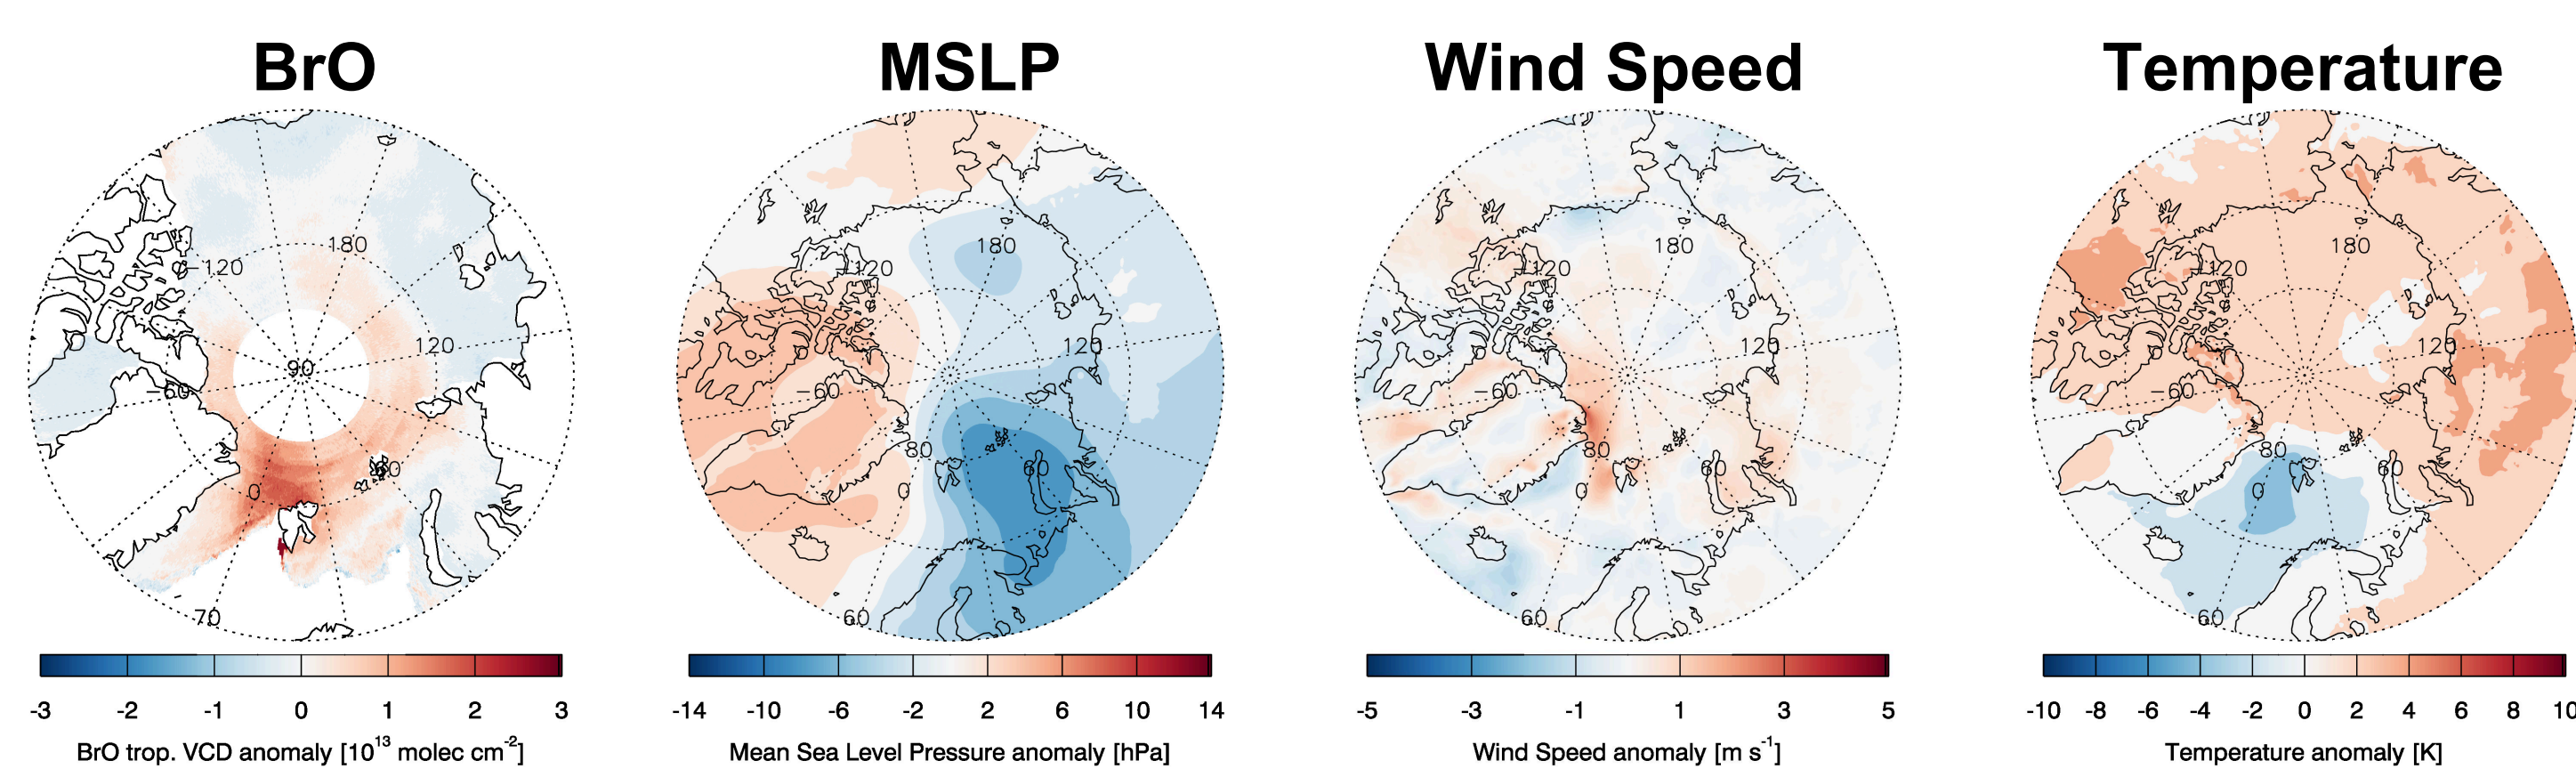 BrO MSLP Wind Speed Temperature
180 -120 90 120 -60 60 0 70
180 -120 120 -60 80 60 0 60
180 -120 120 -60 80 60 0 60
180 -120 120 -60 80 60 0 60
-3 -2 -1 0 1 2 3
BrO trop. VCD anomaly [10¹³ molec cm⁻²]
-14 -10 -6 -2 2 6 10 14
Mean Sea Level Pressure anomaly [hPa]
-5 -3 -1 1 3 5
Wind Speed anomaly [m s⁻¹]
-10 -8 -6 -4 -2 0 2 4 6 8 10
Temperature anomaly [K]